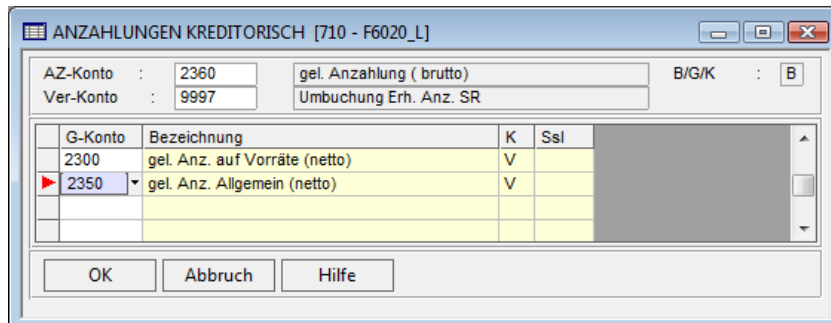 ANZAHLUNGEN KREDITORISCH [710 - F6020_L]
AZ-Konto : 2360 gel. Anzahlung ( brutto) B/G/K : B
Ver-Konto : 9997 Umbuchung Erh. Anz. SR
G-Konto Bezeichnung K Ssl
2300 gel. Anz. auf Vorräte (netto) V
2350 gel. Anz. Allgemein (netto) V
OK Abbruch Hilfe